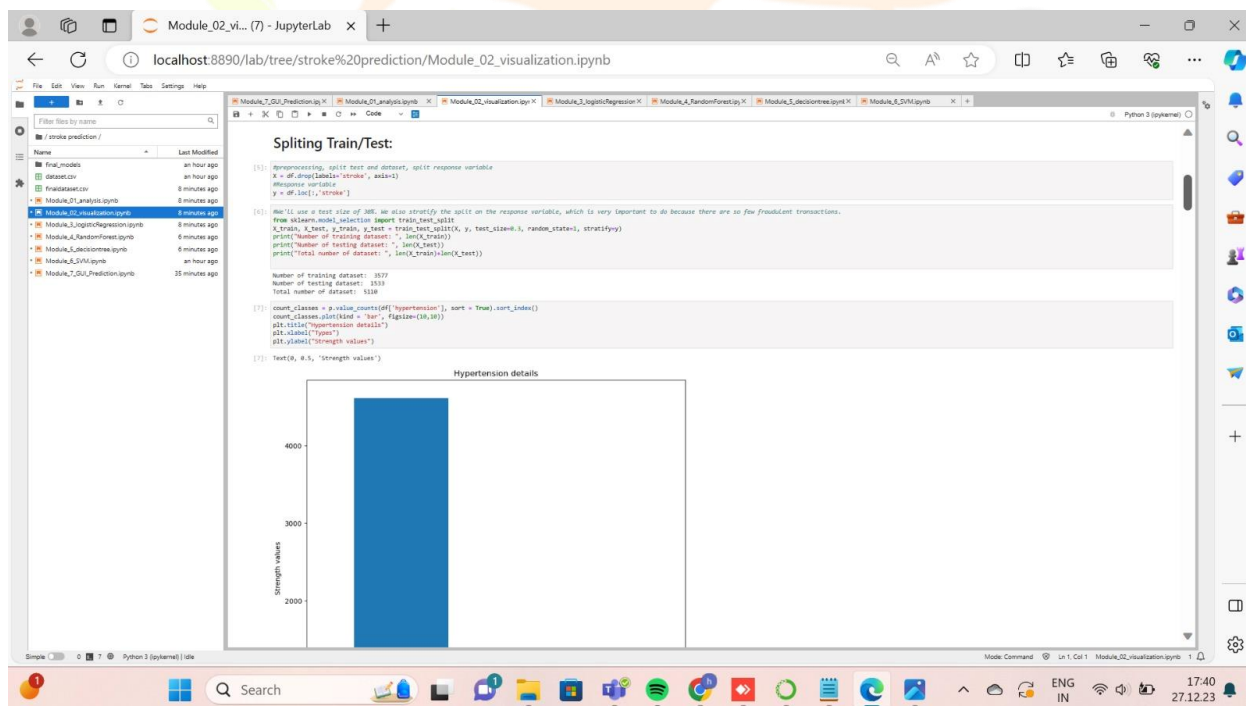 Module_02_vi... (7) - JupyterLab
localhost:8890/lab/tree/stroke%20prediction/Module_02_visualization.ipynb
File Edit View Run Kernel Tabs Settings Help
Module_7_GUI_Prediction.ip
Module_01_analysis.ipynb
Module_02_visualization.ipy
Module_3_logisticRegression
Module_4_RandomForest.ip
Module_5_decisiontree.ipynb
Module_6_SVM.ipynb
Code
Python 3 (ipykernel)
Filter files by name
/ stroke prediction /
Name Last Modified
final_models an hour ago
dataset.csv an hour ago
finaldataset.csv 8 minutes ago
Module_01_analysis.ipynb 8 minutes ago
Module_02_visualization.ipynb 8 minutes ago
Module_3_logisticRegression.ipynb 8 minutes ago
Module_4_RandomForest.ipynb 6 minutes ago
Module_5_decisiontree.ipynb 6 minutes ago
Module_6_SVM.ipynb an hour ago
Module_7_GUI_Prediction.ipynb 35 minutes ago
Spliting Train/Test:
#preprocessing, split test and dataset, split response variable
X = df.drop(labels='stroke', axis=1)
#Response variable
y = df.loc[:,'stroke']
[6]: #We'll use a test size of 30%. We also stratify the split on the response variable, which is very important to do because there are so few fraudulent transactions.
from sklearn.model_selection import train_test_split
X_train, X_test, y_train, y_test = train_test_split(X, y, test_size=0.3, random_state=1, stratify=y)
print("Number of training dataset: ", len(X_train))
print("Number of testing dataset: ", len(X_test))
print("Total number of dataset: ", len(X_train)+len(X_test))
Number of training dataset: 3577
Number of testing dataset: 1533
Total number of dataset: 5110
[7]: count_classes = p.value_counts(df['hypertension'], sort = True).sort_index()
count_classes.plot(kind = 'bar', figsize=(10,10))
plt.title("Hypertension details")
plt.xlabel("Types")
plt.ylabel("Strength values")
[7]: Text(0, 0.5, 'Strength values')
Hypertension details
4000
3000
Strength values
2000
Simple 0 7 Python 3 (ipykernel) | Idle
Mode: Command Ln 1, Col 1 Module_02_visualization.ipynb 1
1
Search
1
ENG
IN
17:40
27.12.23